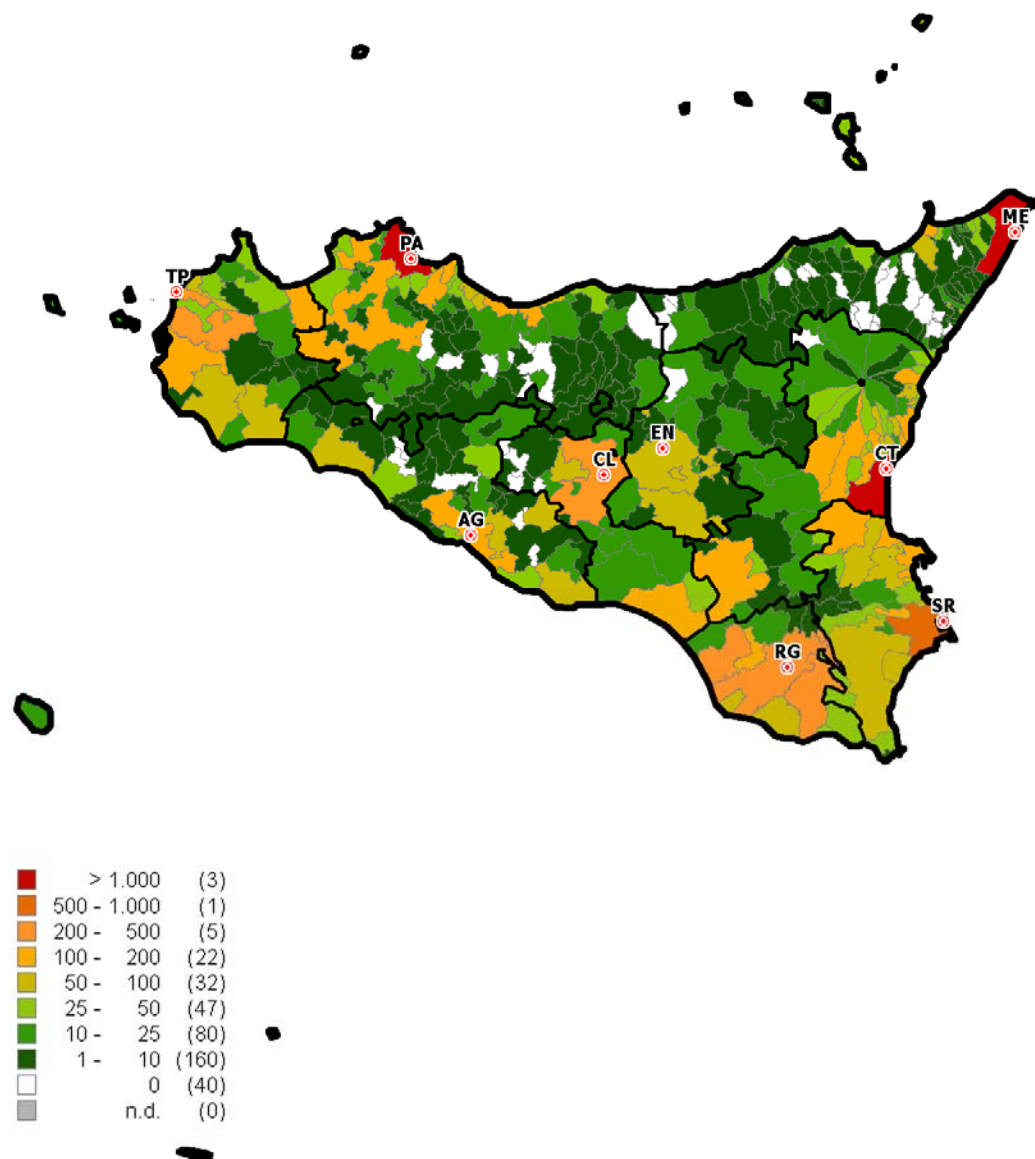 ME
PA
TP
EN
CT
CL
AG
SR
RG
> 1.000 (3)
500 - 1.000 (1)
200 - 500 (5)
100 - 200 (22)
50 - 100 (32)
25 - 50 (47)
10 - 25 (80)
1 - 10 (160)
0 (40)
n.d. (0)